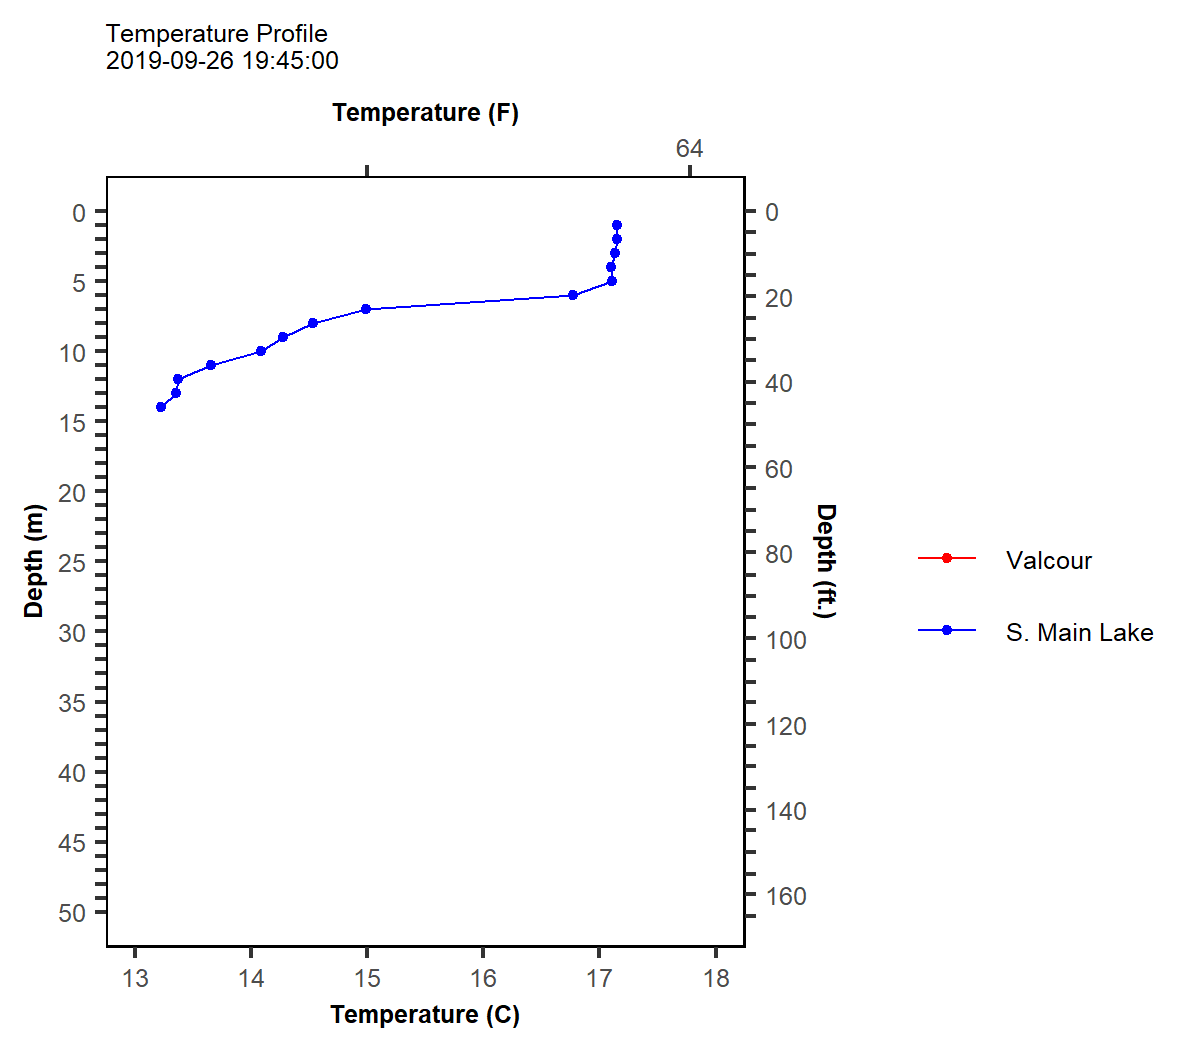 Temperature Profile
2019-09-26 19:45:00
Temperature (F)
64
0
5
10
15
20
25
30
35
40
45
50
Depth (m)
0
20
40
60
80
100
120
140
160
Depth (ft.)
13 14 15 16 17 18
Temperature (C)
Valcour
S. Main Lake